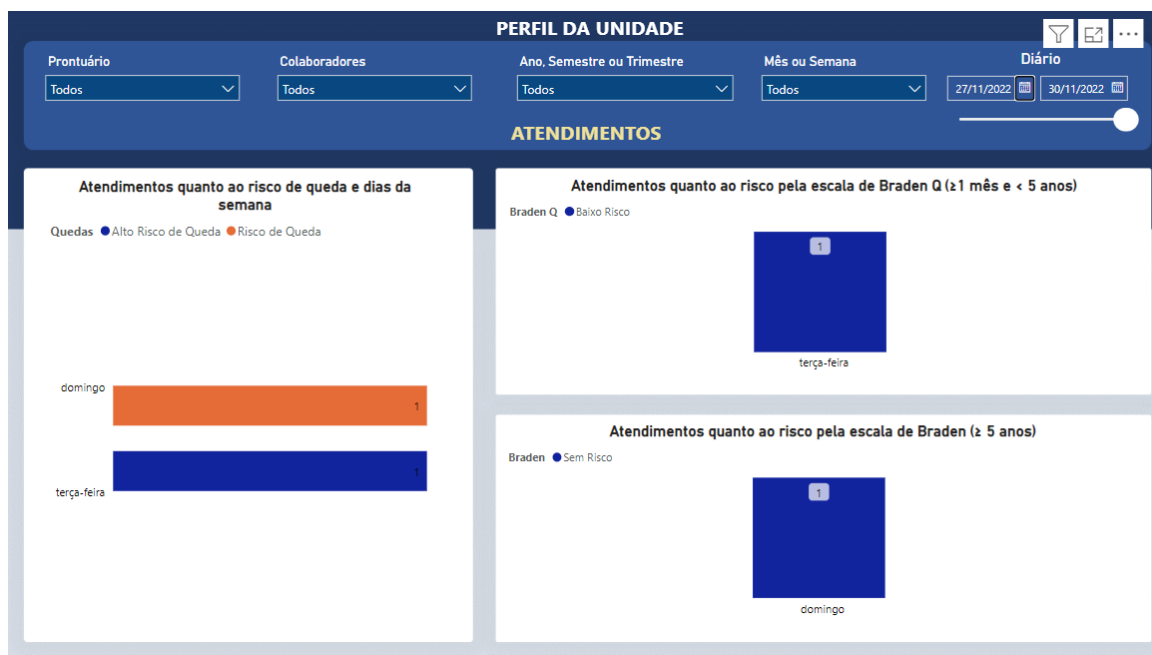 PERFIL DA UNIDADE
Prontuário
Colaboradores
Ano, Semestre ou Trimestre
Mês ou Semana
Diário
Todos
Todos
Todos
Todos
27/11/2022
30/11/2022
ATENDIMENTOS
Atendimentos quanto ao risco de queda e dias da
semana
Quedas Alto Risco de Queda Risco de Queda
domingo
1
1
terça-feira
Atendimentos quanto ao risco pela escala de Braden Q (≥1 mês e < 5 anos)
Braden Q Baixo Risco
1
terça-feira
Atendimentos quanto ao risco pela escala de Braden (≥ 5 anos)
Braden Sem Risco
1
domingo